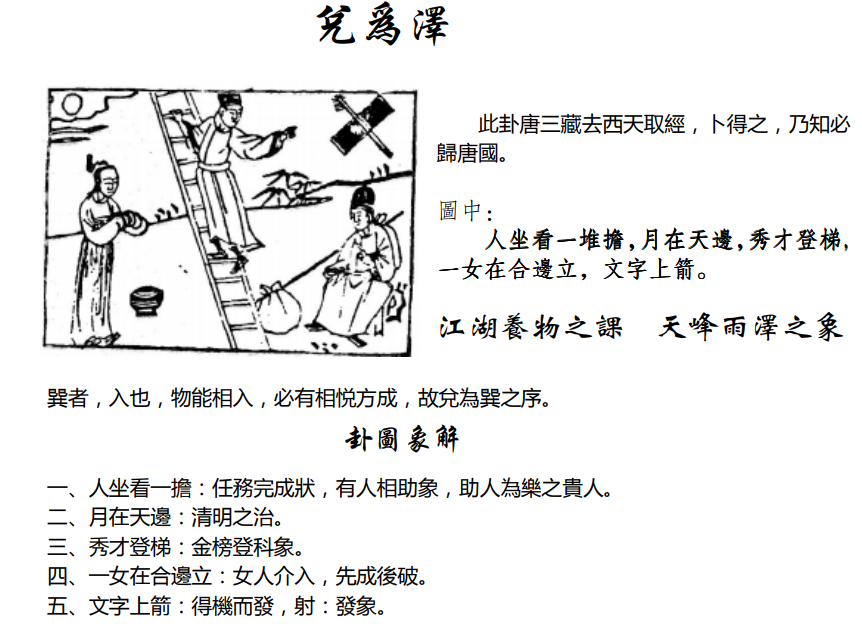 兌爲澤
此卦唐三藏去西天取經，卜得之，乃知必
歸唐國。
圖中：
人坐看一堆擔，月在天邊，秀才登梯，
一女在合邊立，文字上箭。
江湖養物之課　天峰雨澤之象
巽者，入也，物能相入，必有相悦方成，故兌為巽之序。
卦圖象解
一、人坐看一擔：任務完成狀，有人相助象，助人為樂之貴人。
二、月在天邊：清明之治。
三、秀才登梯：金榜登科象。
四、一女在合邊立：女人介入，先成後破。
五、文字上箭：得機而發，射：發象。